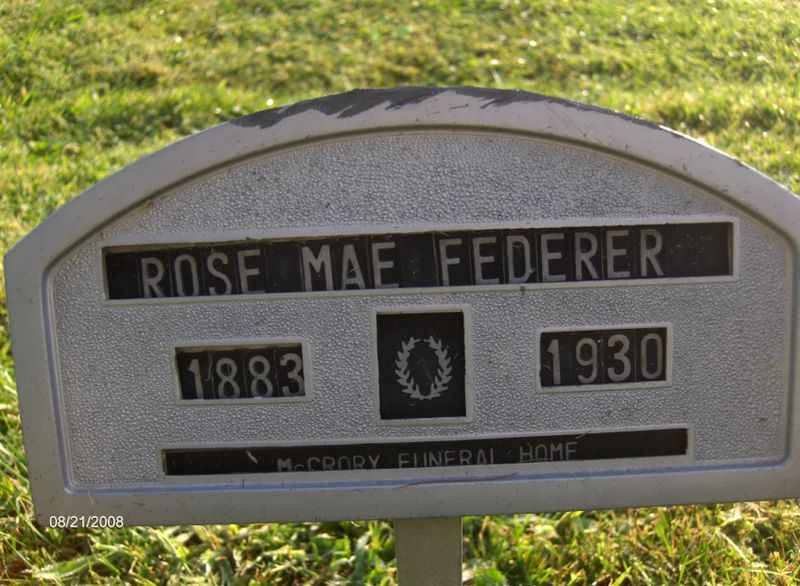 ROSE MAE FEDERER
1883 1930
McCRORY FUNERAL HOME
08/21/2008